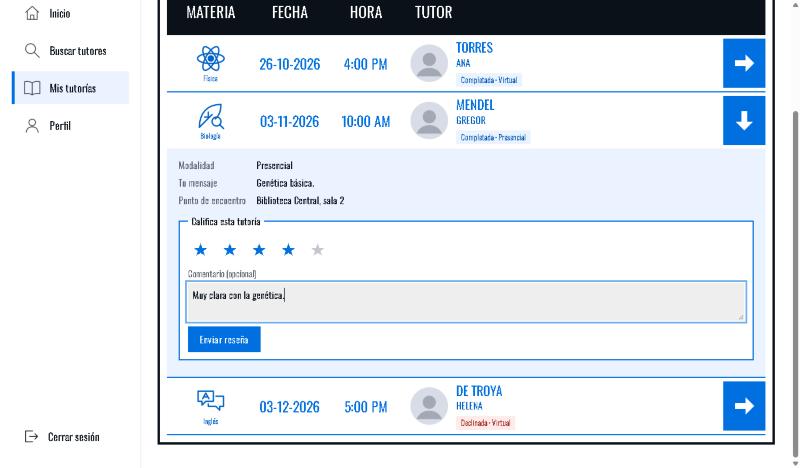 Inicio
Buscar tutores
Mis tutorías
Perfil
Cerrar sesión
MATERIA FECHA HORA TUTOR
Física 26-10-2026 4:00 PM TORRES
ANA
Completada · Virtual
Biología 03-11-2026 10:00 AM MENDEL
GREGOR
Completada · Presencial
Modalidad Presencial
Tu mensaje Genética básica.
Punto de encuentro Biblioteca Central, sala 2
Califica esta tutoría
Comentario (opcional)
Muy clara con la genética.
Enviar reseña
Inglés 03-12-2026 5:00 PM DE TROYA
HELENA
Declinada · Virtual